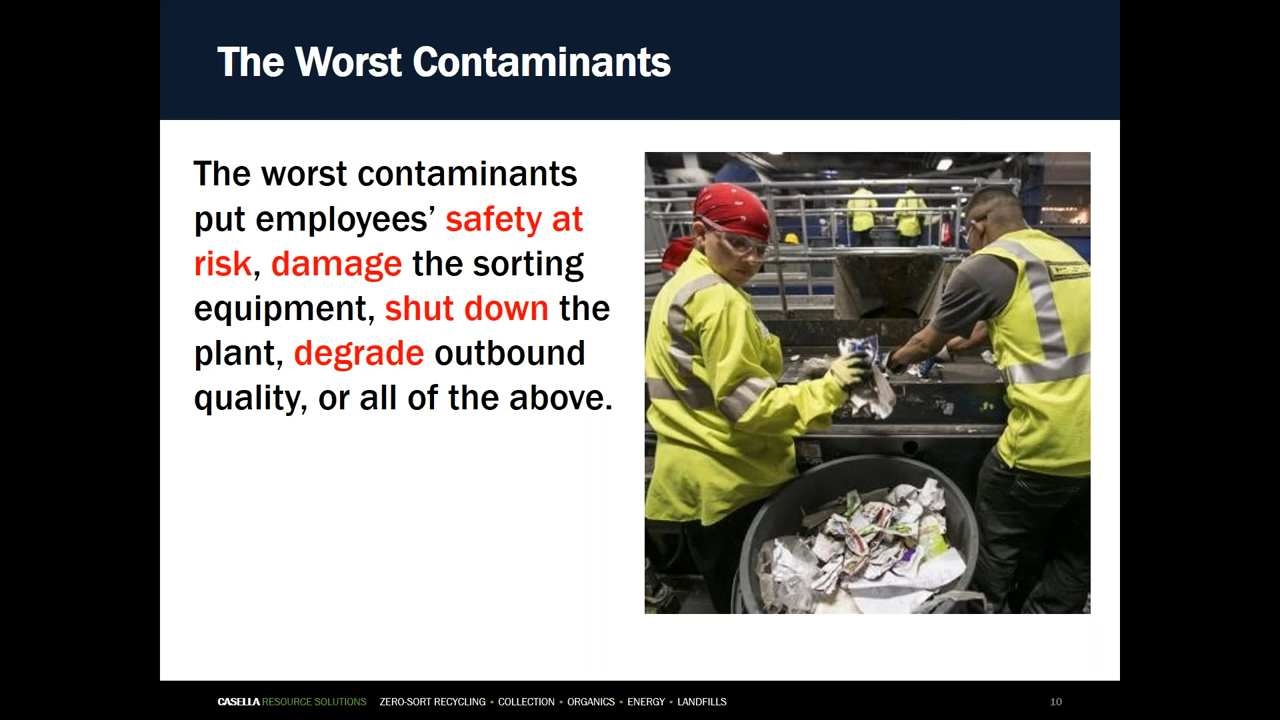 The Worst Contaminants
The worst contaminants
put employees’ safety at
risk, damage the sorting
equipment, shut down the
plant, degrade outbound
quality, or all of the above.
CASELLA RESOURCE SOLUTIONS ZERO-SORT RECYCLING • COLLECTION • ORGANICS • ENERGY • LANDFILLS 10